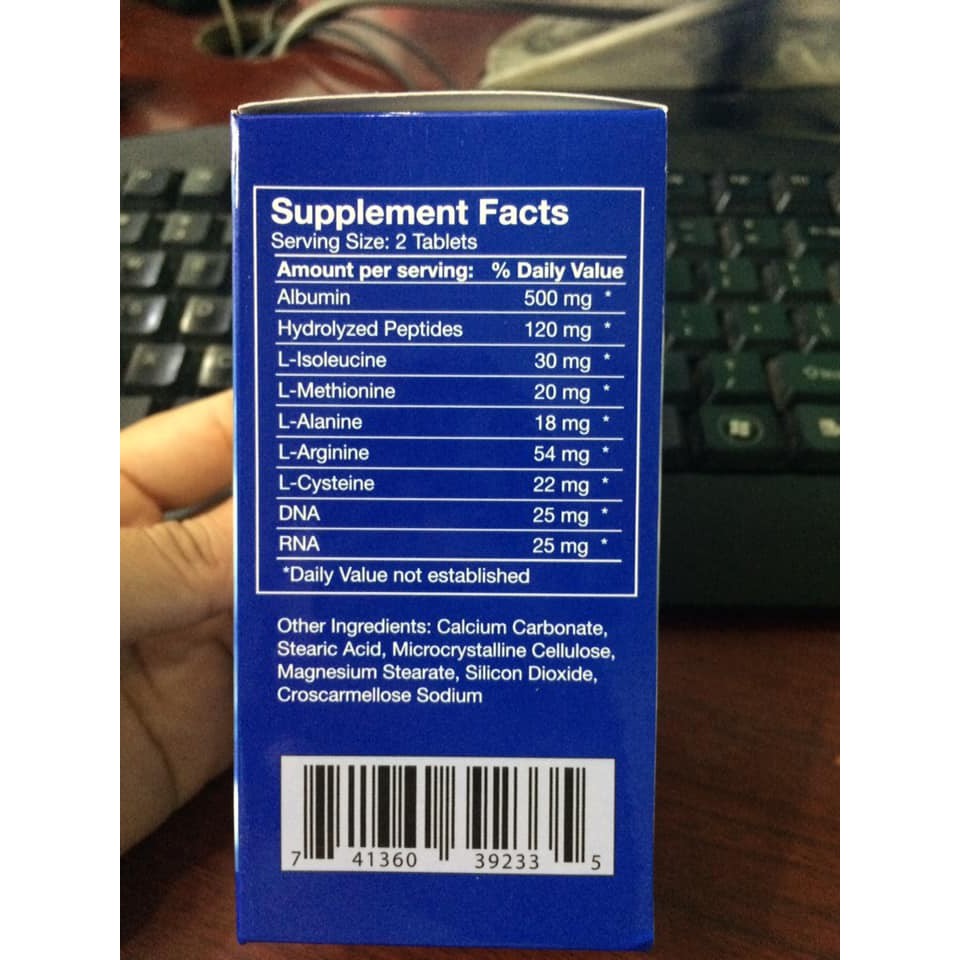 Supplement Facts
Serving Size: 2 Tablets
Amount per serving: % Daily Value
Albumin 500 mg *
Hydrolyzed Peptides 120 mg *
L-Isoleucine 30 mg *
L-Methionine 20 mg *
L-Alanine 18 mg *
L-Arginine 54 mg *
L-Cysteine 22 mg *
DNA 25 mg *
RNA 25 mg *
*Daily Value not established
Other Ingredients: Calcium Carbonate,
Stearic Acid, Microcrystalline Cellulose,
Magnesium Stearate, Silicon Dioxide,
Croscarmellose Sodium
7 41360 39233 5